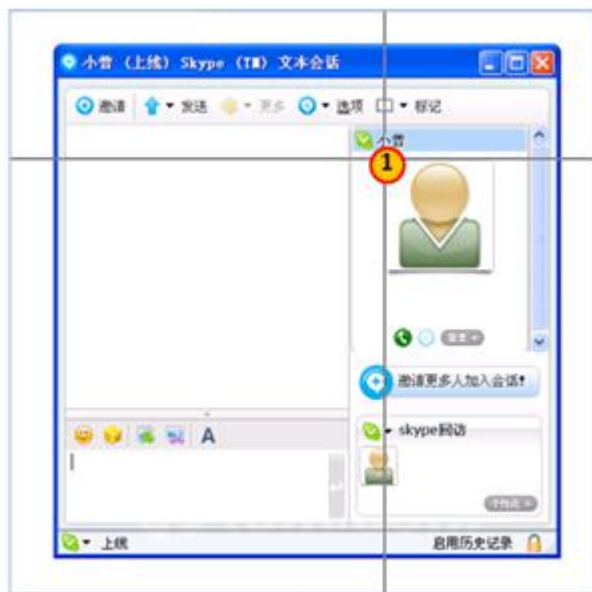 小曾 (上线) Skype (TM) 文本会话
邀请 发送 更多 选项 标记
小曾
1
邀请更多人加入会话!
skype回访
A
上线 启用历史记录